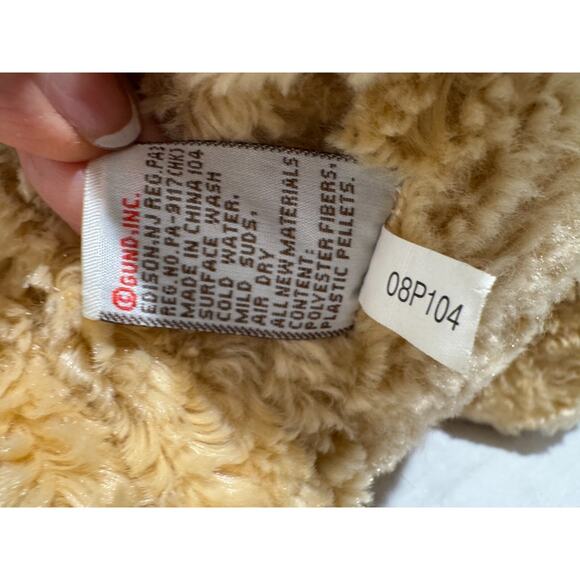 ©GUND.INC.
EDISON.NJ REG.PA:
REG.NO.PA-9117(HK)
MADE IN CHINA 104
SURFACE WASH
COLD WATER,
MILD SUDS,
AIR DRY
ALL NEW MATERIALS
CONTENT:
POLYESTER FIBERS,
PLASTIC PELLETS.
08P104